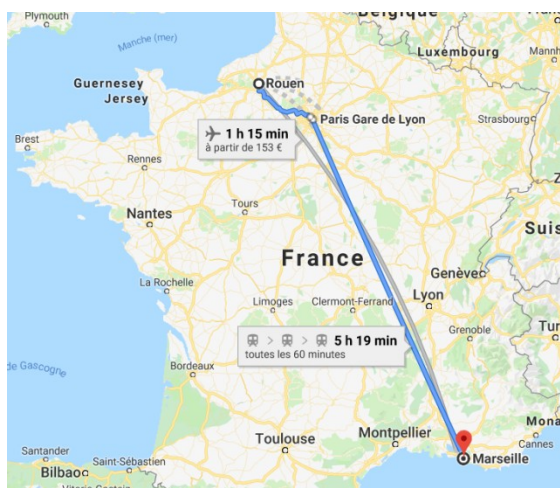 Plymouth
Belgique
Manche (mer)
Luxembourg
Mannh
Guernesey
Jersey
Rouen
Paris Gare de Lyon
Strasbourg
1 h 15 min
à partir de 153 €
Brest
Rennes
Nantes
Tours
Suis
France
Genève
La Rochelle
Limoges
Clermont-Ferrand
Lyon
Grenoble
Tur
5 h 19 min
toutes les 60 minutes
de Gascogne
Bordeaux
Mona
Montpellier
Cannes
Toulouse
Marseille
Santander
Saint-Sébastien
Bilbao